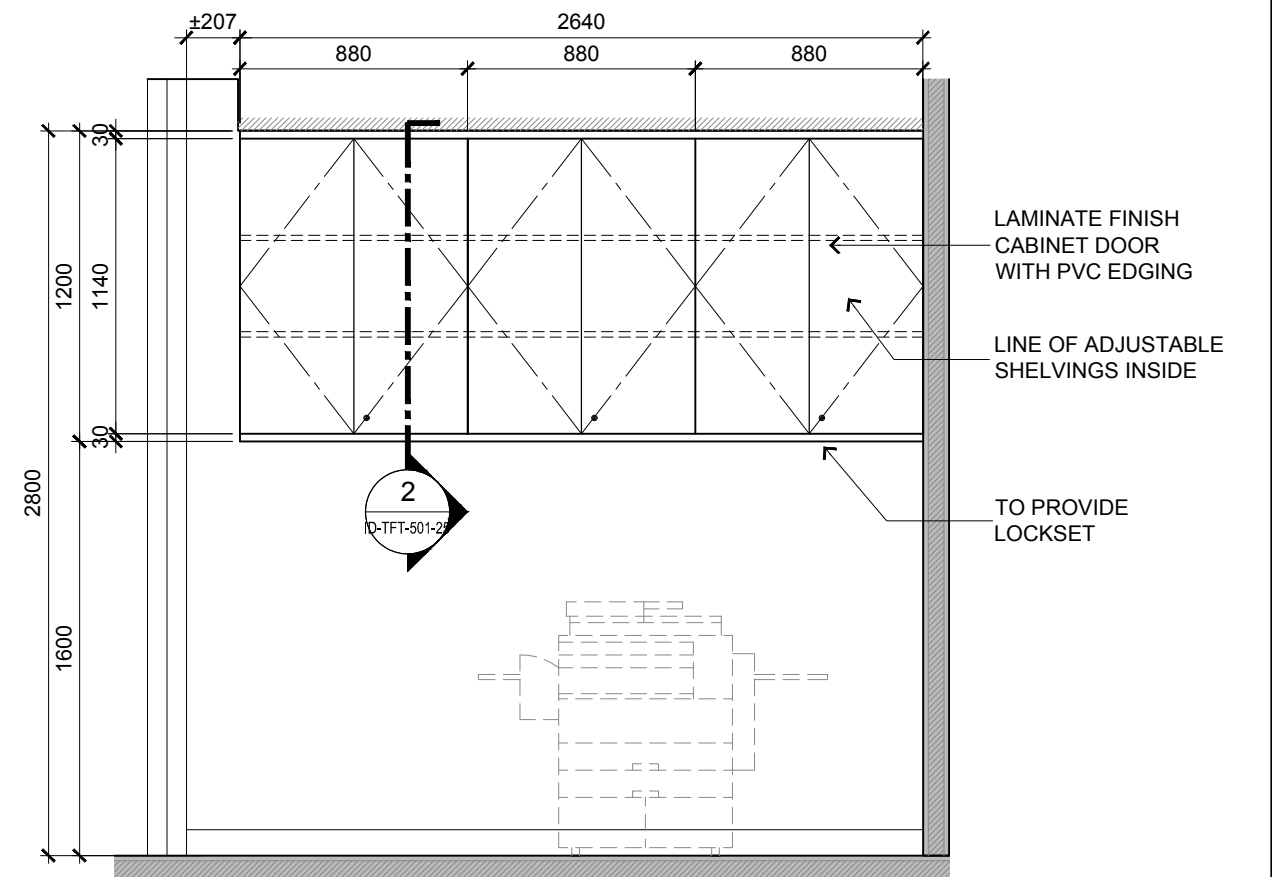 ±207
2640
880
880
880
30
1200
1140
30
2800
1600
LAMINATE FINISH
CABINET DOOR
WITH PVC EDGING
LINE OF ADJUSTABLE
SHELVINGS INSIDE
TO PROVIDE
LOCKSET
2